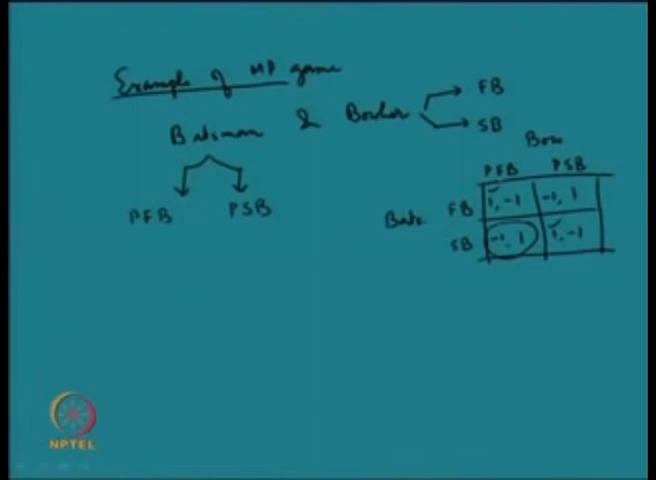 Example of MP game
Batsman & Bowler
FB
SB
PFB PSB
Bow
PFB PSB
Bats. FB 1, -1 -1, 1
SB -1, 1 1, -1
NPTEL